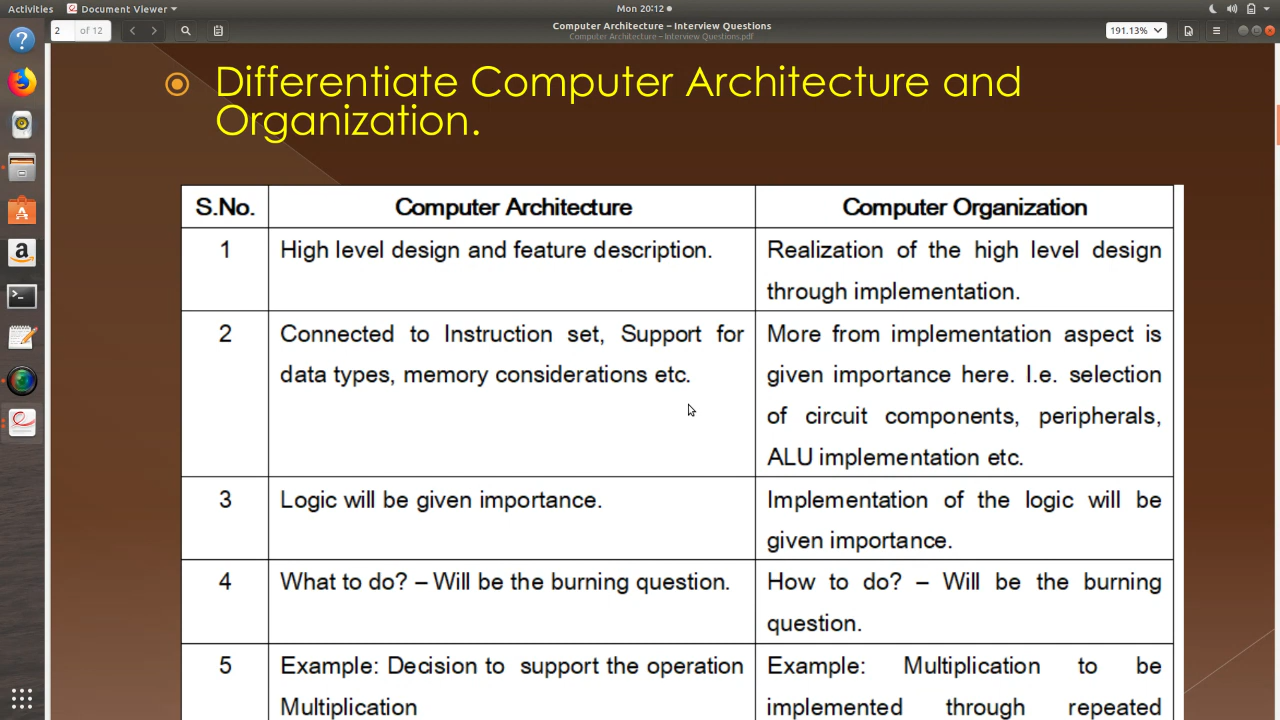 Activities Document Viewer Mon 20:12
2 of 12 Computer Architecture – Interview Questions 191.13%
Computer Architecture – Interview Questions.pdf
Differentiate Computer Architecture and
Organization.
S.No. Computer Architecture Computer Organization
1 High level design and feature description. Realization of the high level design
through implementation.
2 Connected to Instruction set, Support for More from implementation aspect is
data types, memory considerations etc. given importance here. I.e. selection
of circuit components, peripherals,
ALU implementation etc.
3 Logic will be given importance. Implementation of the logic will be
given importance.
4 What to do? – Will be the burning question. How to do? – Will be the burning
question.
5 Example: Decision to support the operation Example: Multiplication to be
Multiplication implemented through repeated